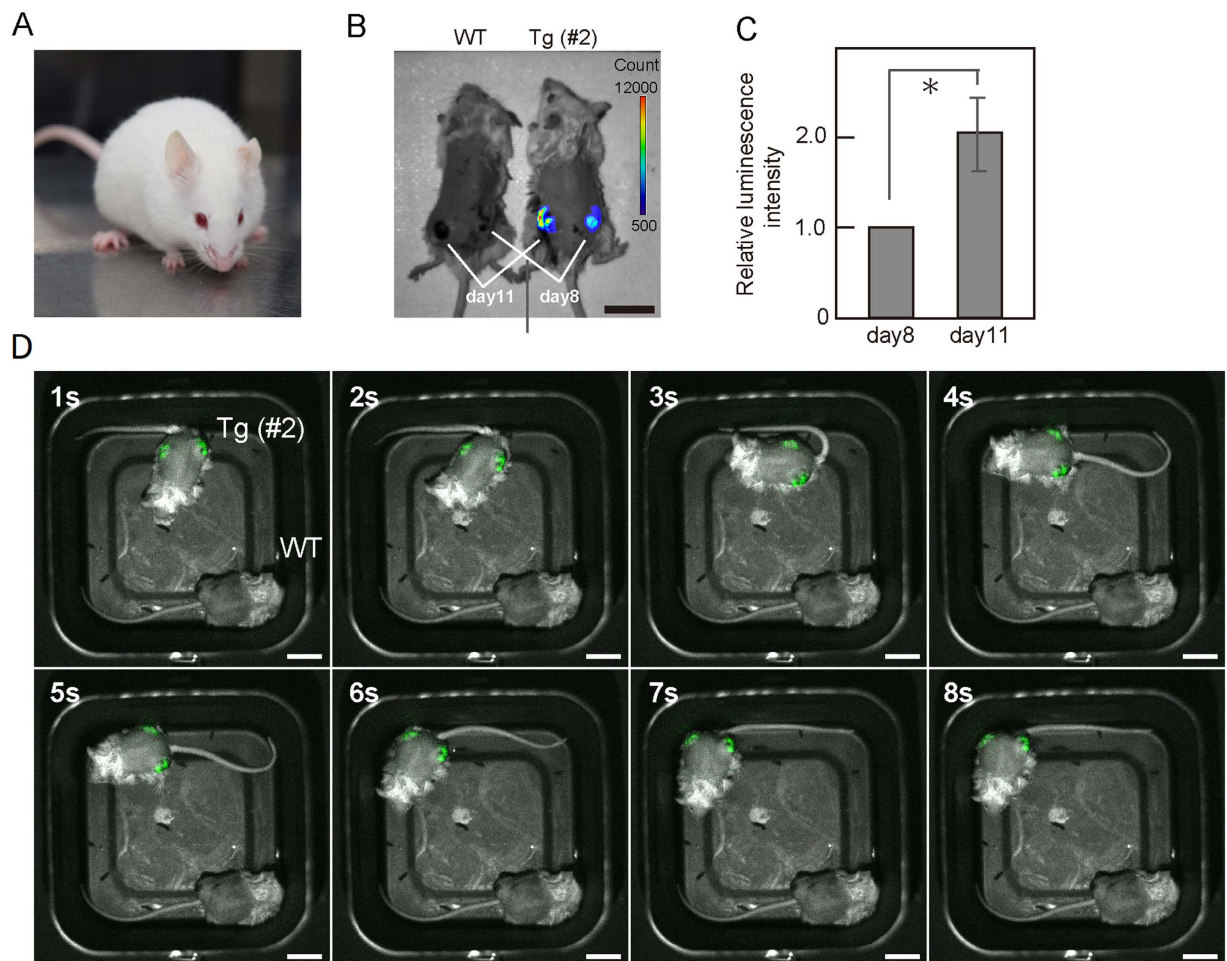 A
B
WT Tg (#2)
Count
12000
500
day11 day8
C
Relative luminescence
intensity
*
2.0
1.0
0
day8 day11
D
1s
Tg (#2)
WT
2s
3s
4s
5s
6s
7s
8s